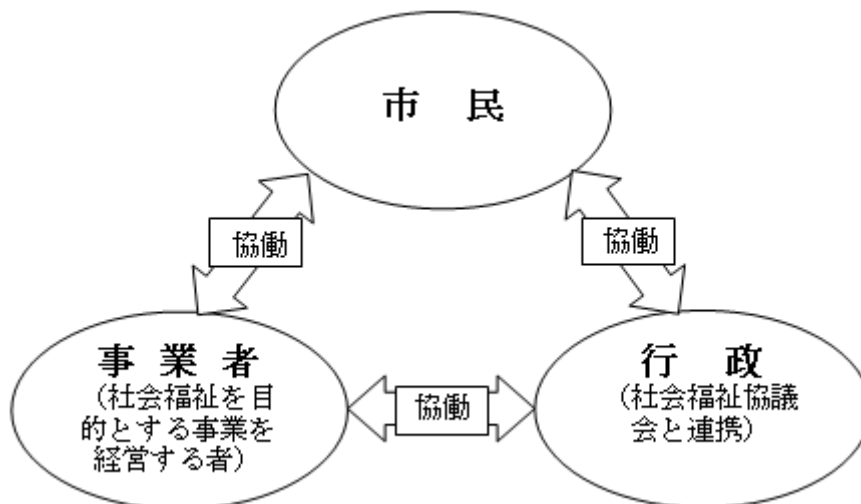 市 民
協働
協働
事 業 者
（社会福祉を目
的とする事業を
経営する者）
協働
行 政
（社会福祉協議
会と連携）